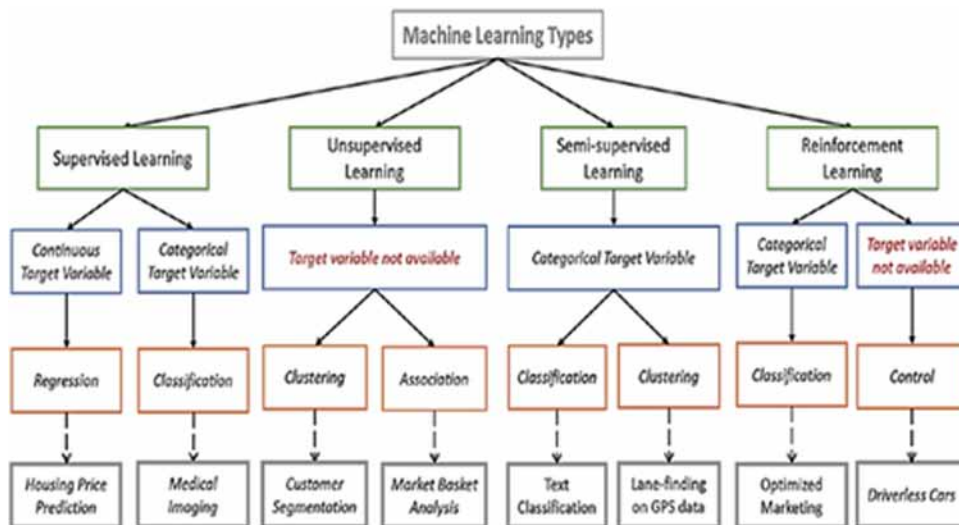 Machine Learning Types
Supervised Learning
Unsupervised
Learning
Semi-supervised
Learning
Reinforcement
Learning
Continuous
Target Variable
Categorical
Target Variable
Target variable not available
Categorical Target Variable
Categorical
Target Variable
Target variable
not available
Regression
Classification
Clustering
Association
Classification
Clustering
Classification
Control
Housing Price
Prediction
Medical
Imaging
Customer
Segmentation
Market Basket
Analysis
Text
Classification
Lane-finding
on GPS data
Optimized
Marketing
Driverless Cars